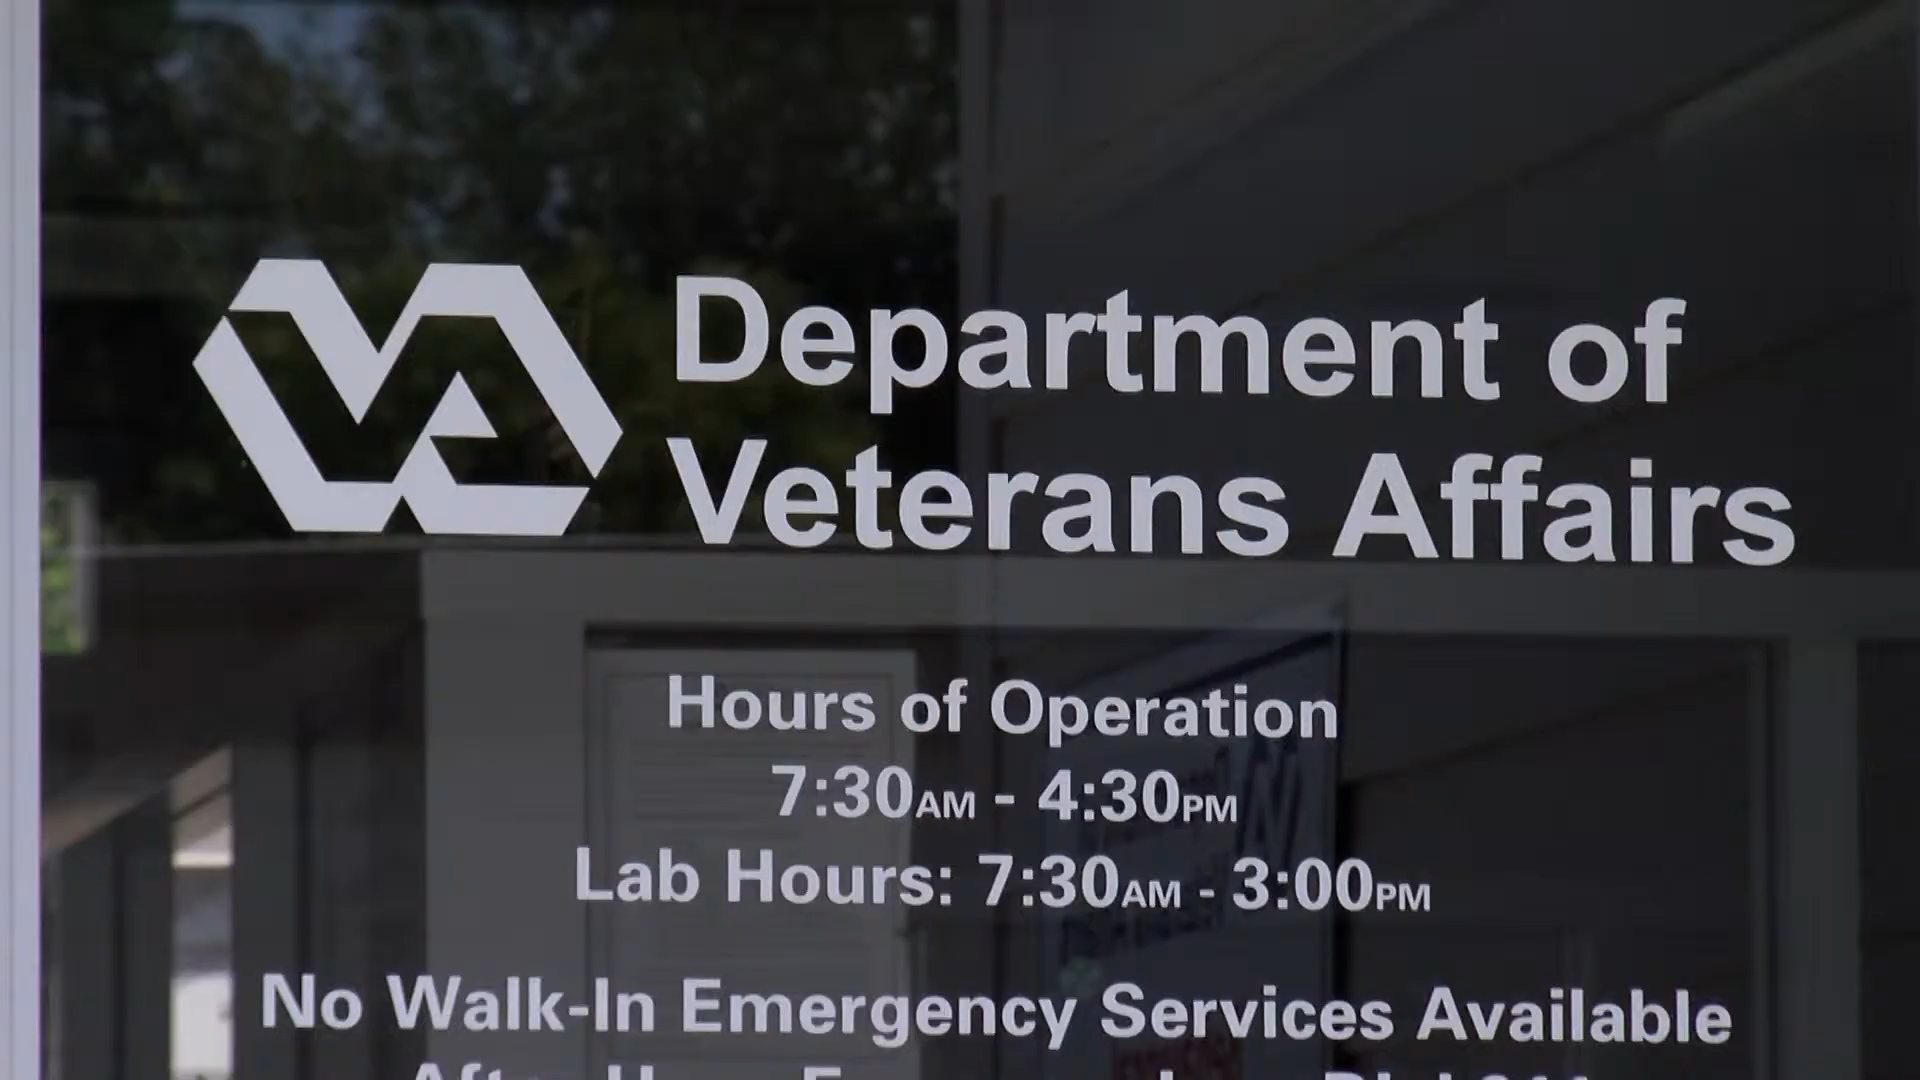 VA
Department of
Veterans Affairs
Hours of Operation
7:30AM - 4:30PM
Lab Hours: 7:30AM - 3:00PM
No Walk-In Emergency Services Available